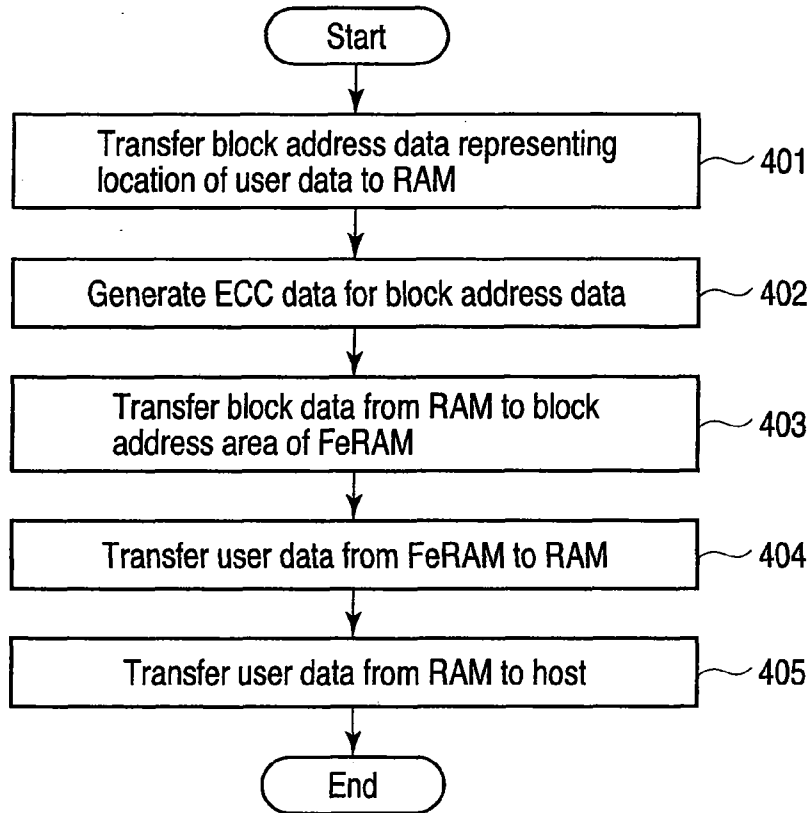 Start
Transfer block address data representing
location of user data to RAM
401
Generate ECC data for block address data
402
Transfer block data from RAM to block
address area of FeRAM
403
Transfer user data from FeRAM to RAM
404
Transfer user data from RAM to host
405
End